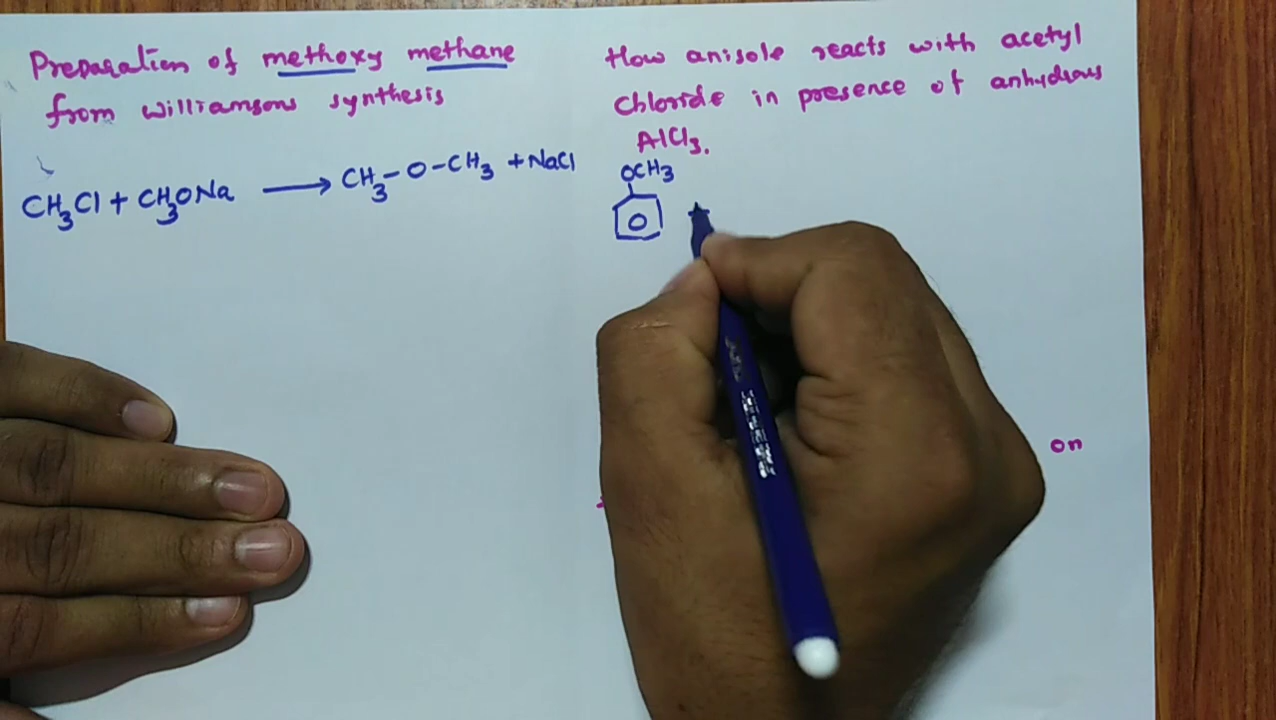 Preparation of methoxy methane
from williamsons synthesis
CH3Cl + CH3ONa ⟶ CH3-O-CH3 + NaCl
How anisole reacts with acetyl
chloride in presence of anhydrous
AlCl3.
OCH3
on